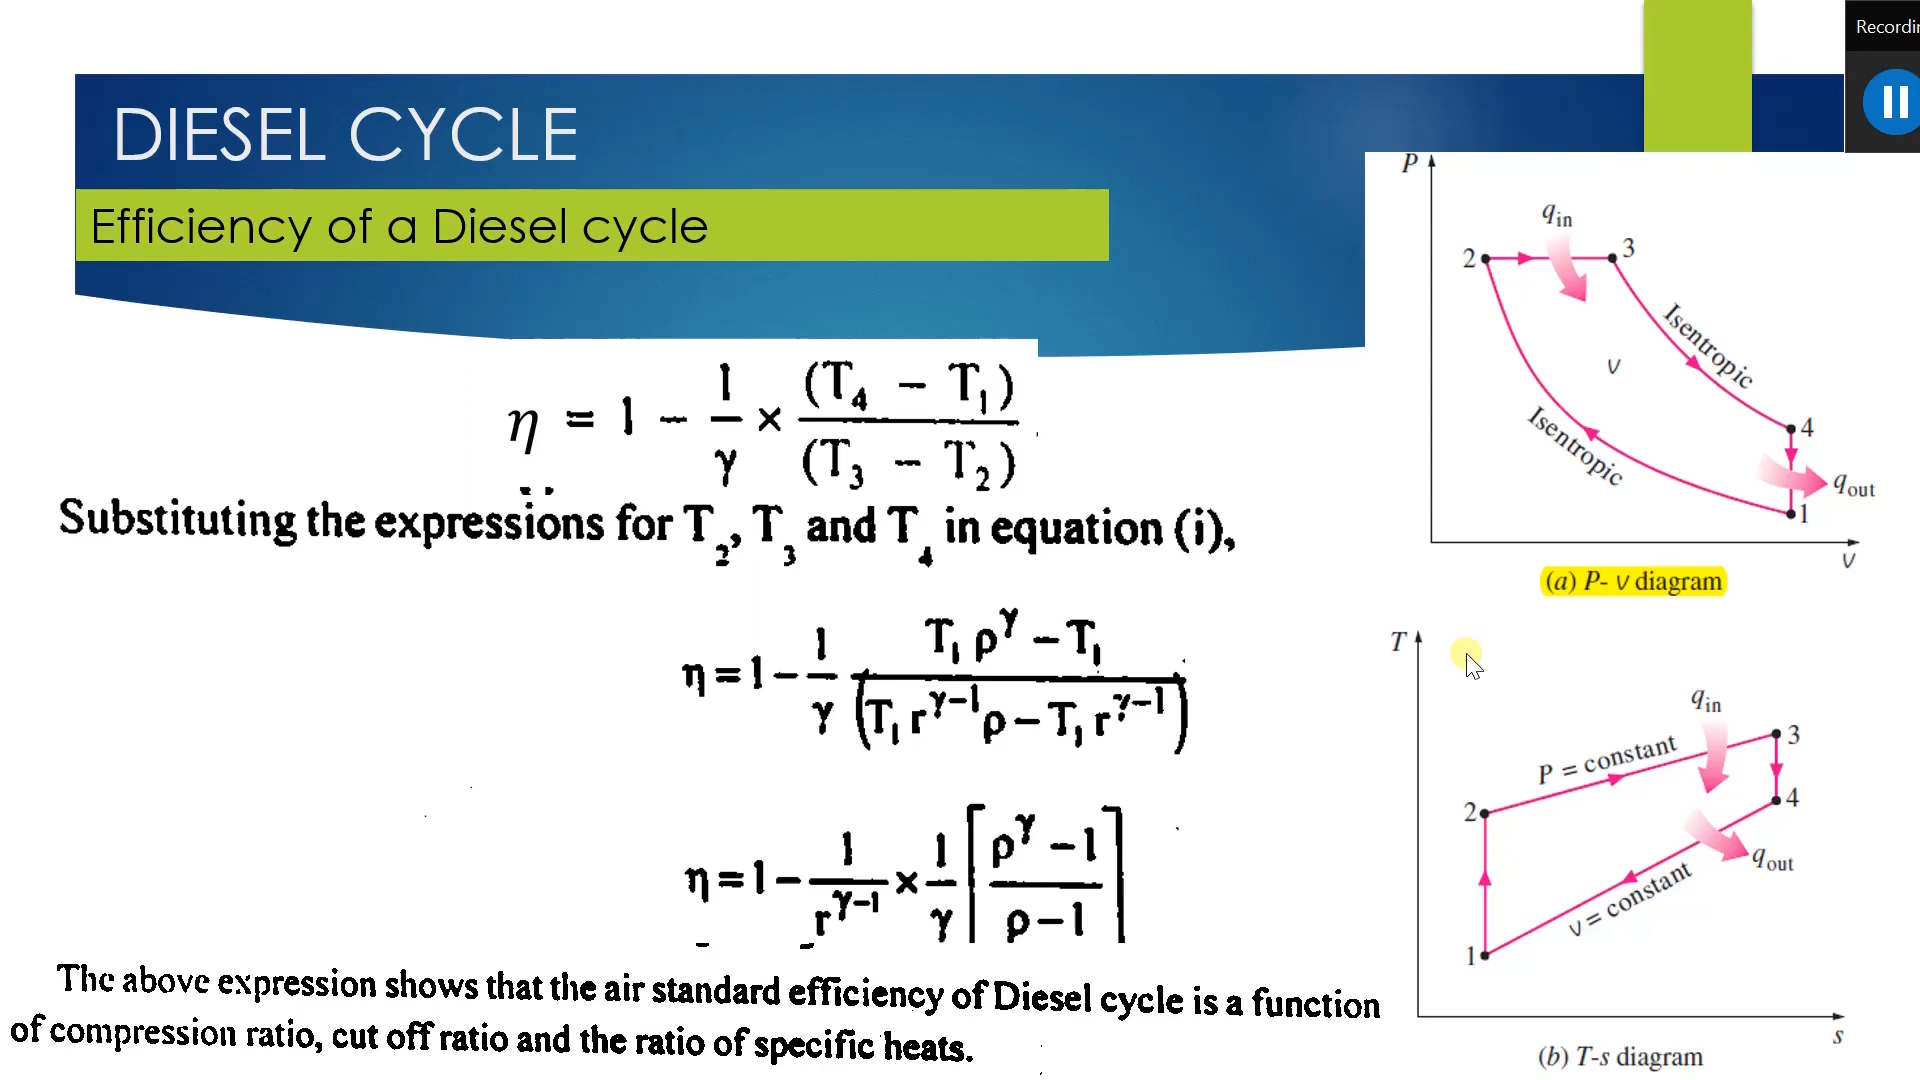 Recordin
DIESEL CYCLE
Efficiency of a Diesel cycle
η = 1 - 1/γ × (T₄ - T₁)/(T₃ - T₂)
Substituting the expressions for T₂, T₃ and T₄ in equation (i),
η = 1 - 1/γ (T₁ ρ^γ - T₁)/(T₁ r^γ-1 ρ - T₁ r^γ-1)
η = 1 - 1/r^γ-1 × 1/γ [ρ^γ - 1/ρ - 1]
The above expression shows that the air standard efficiency of Diesel cycle is a function
of compression ratio, cut off ratio and the ratio of specific heats.
P
q in
2
3
Isentropic
v
Isentropic
4
q out
1
v
(a) P- v diagram
T
q in
3
P = constant
2
4
q out
v = constant
1
s
(b) T-s diagram